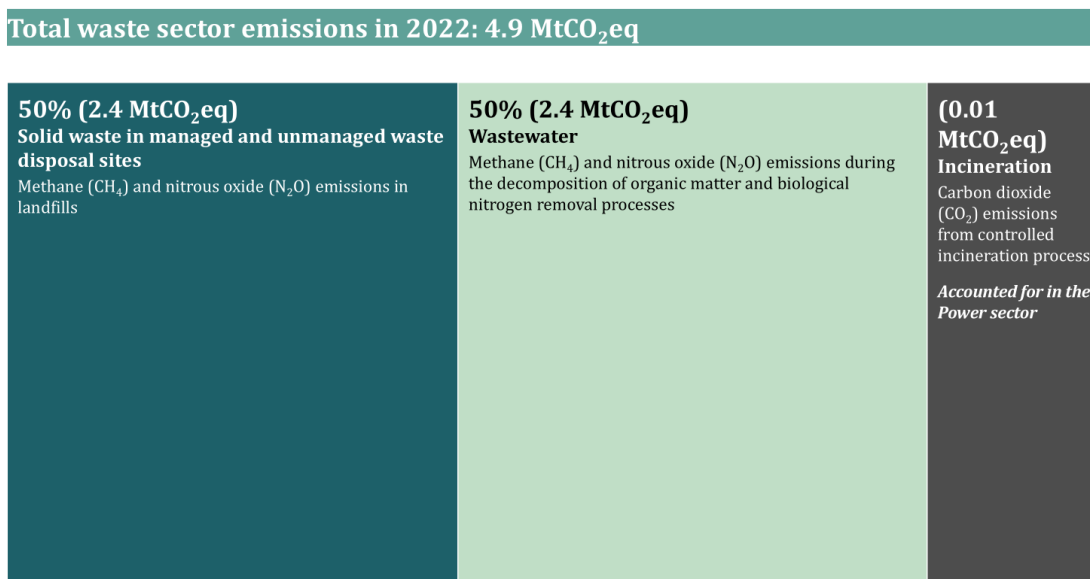 Total waste sector emissions in 2022: 4.9 MtCO₂eq
50% (2.4 MtCO₂eq)
Solid waste in managed and unmanaged waste
disposal sites
Methane (CH₄) and nitrous oxide (N₂O) emissions in
landfills
50% (2.4 MtCO₂eq)
Wastewater
Methane (CH₄) and nitrous oxide (N₂O) emissions during
the decomposition of organic matter and biological
nitrogen removal processes
(0.01
MtCO₂eq)
Incineration
Carbon dioxide
(CO₂) emissions
from controlled
incineration process
Accounted for in the
Power sector